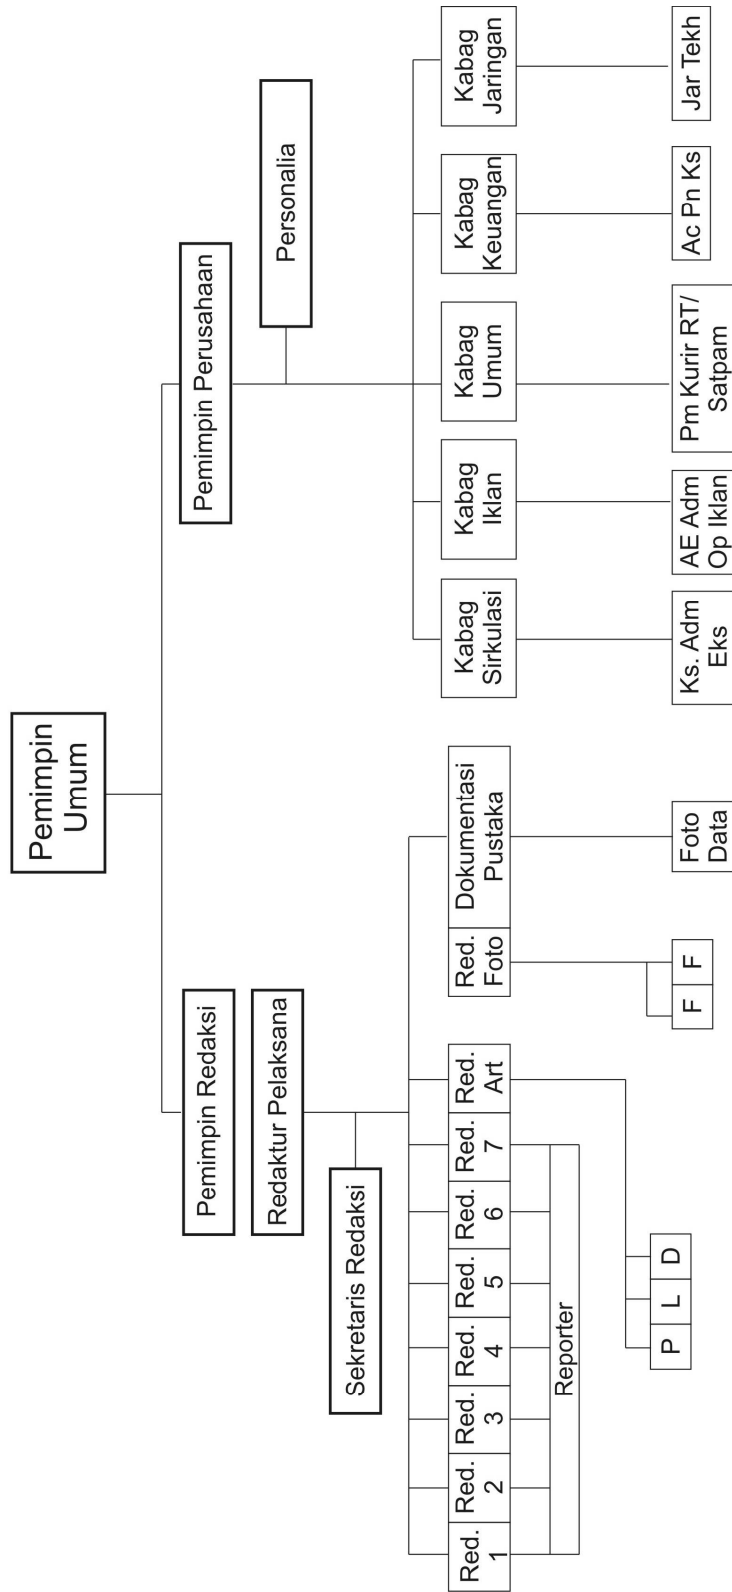 Pemimpin
Umum
Pemimpin Redaksi
Pemimpin Perusahaan
Redaktur Pelaksana
Personalia
Sekretaris Redaksi
Red.
1
Red.
2
Red.
3
Red.
4
Red.
5
Red.
6
Red.
7
Red.
Art
Red.
Foto
Dokumentasi
Pustaka
Kabag
Sirkulasi
Kabag
Iklan
Kabag
Umum
Kabag
Keuangan
Kabag
Jaringan
Reporter
P
L
D
F
F
Foto
Data
Ks. Adm
Eks
AE Adm
Op Iklan
Pm Kurir RT/
Satpam
Ac Pn Ks
Jar Tekh